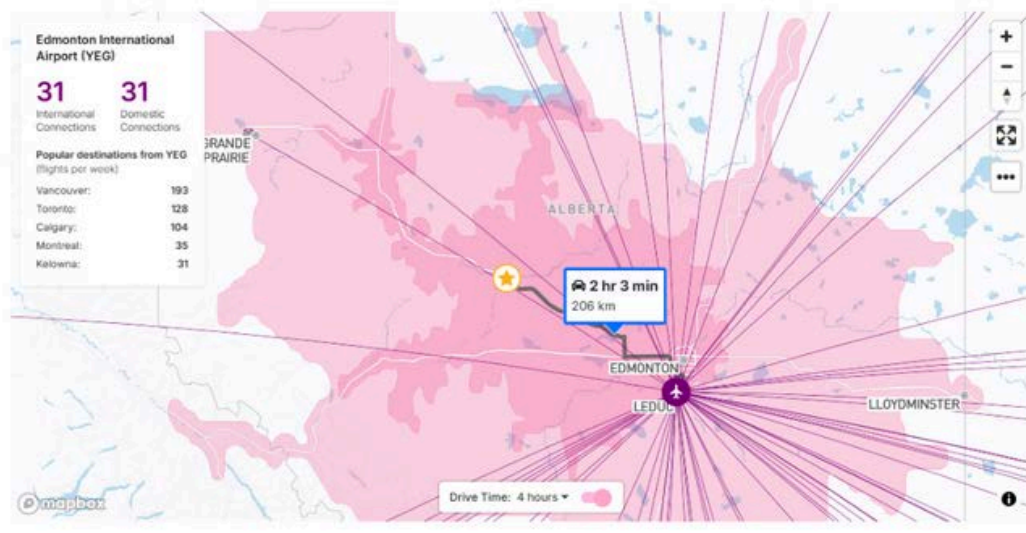 Edmonton International
Airport (YEG)
31 31
International Domestic
Connections Connections
Popular destinations from YEG
(flights per week)
Vancouver: 193
Toronto: 128
Calgary: 104
Montreal: 35
Kelowna: 31
GRANDE
PRAIRIE
ALBERTA
2 hr 3 min
206 km
EDMONTON
LEDUC
LLOYDMINSTER
Drive Time: 4 hours
mapbox